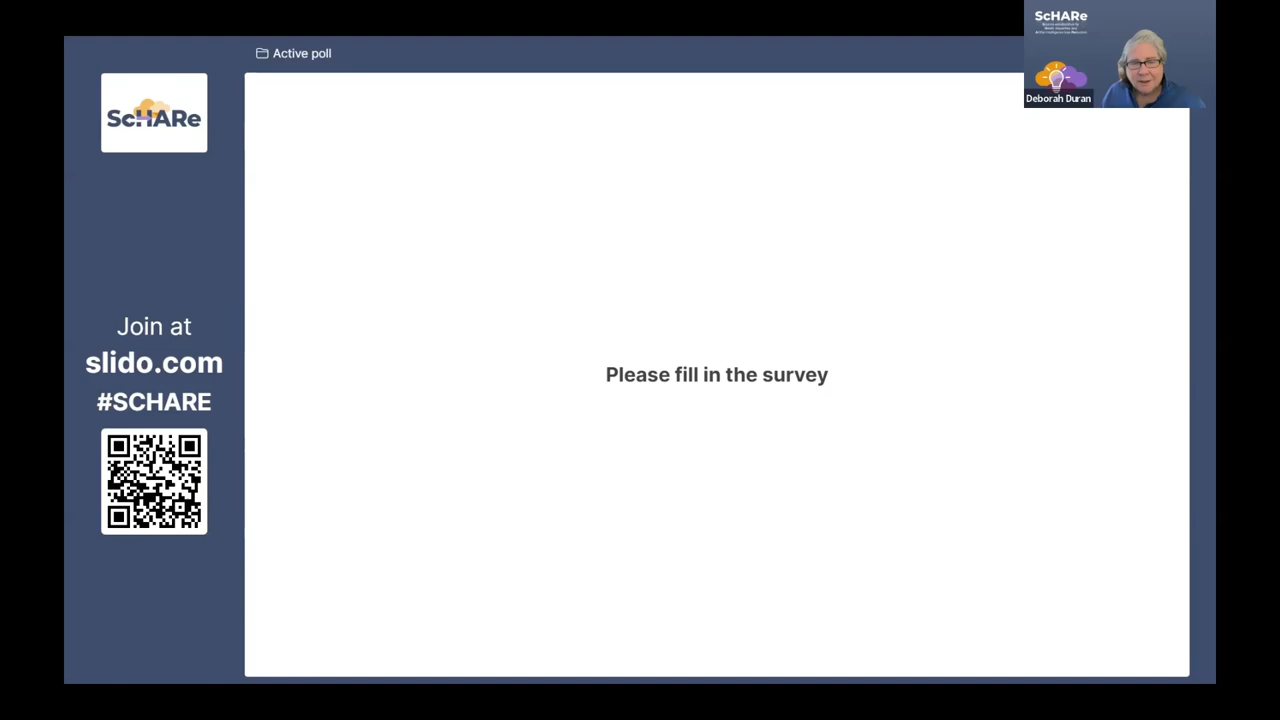 Active poll
ScHARe
Join at
slido.com
#SCHARE
Please fill in the survey
ScHARe
Deborah Duran